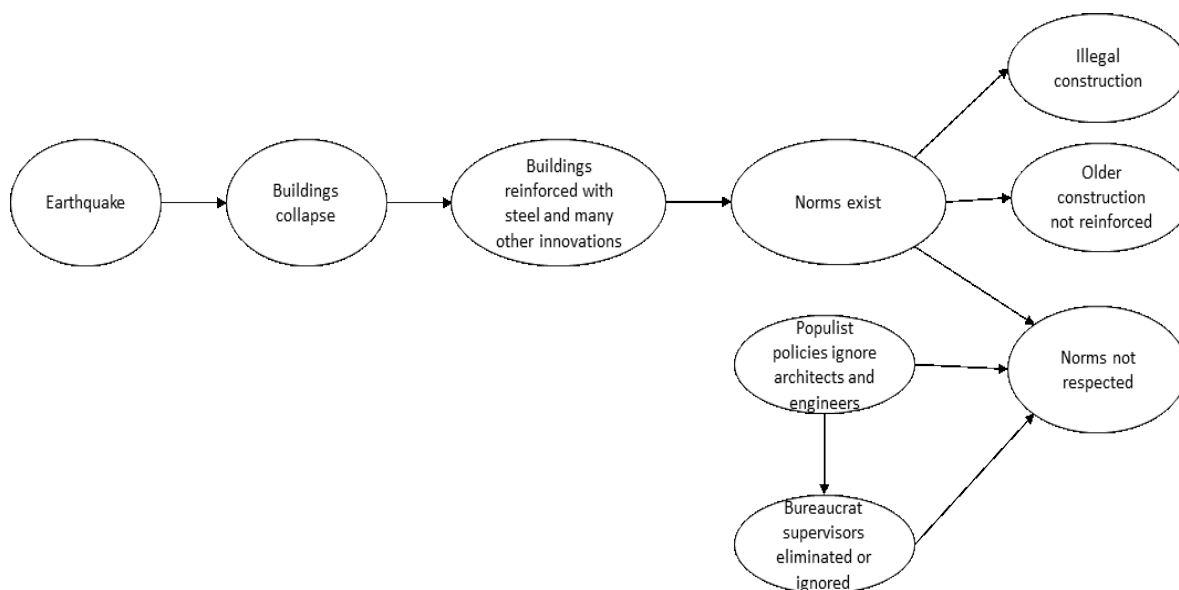 Earthquake
Buildings
collapse
Buildings
reinforced with
steel and many
other innovations
Norms exist
Illegal
construction
Older
construction
not reinforced
Populist
policies ignore
architects and
engineers
Norms not
respected
Bureaucrat
supervisors
eliminated or
ignored